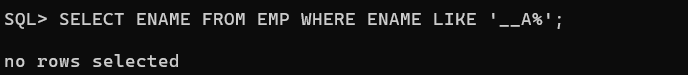 SQL> SELECT ENAME FROM EMP WHERE ENAME LIKE '__A%';
no rows selected